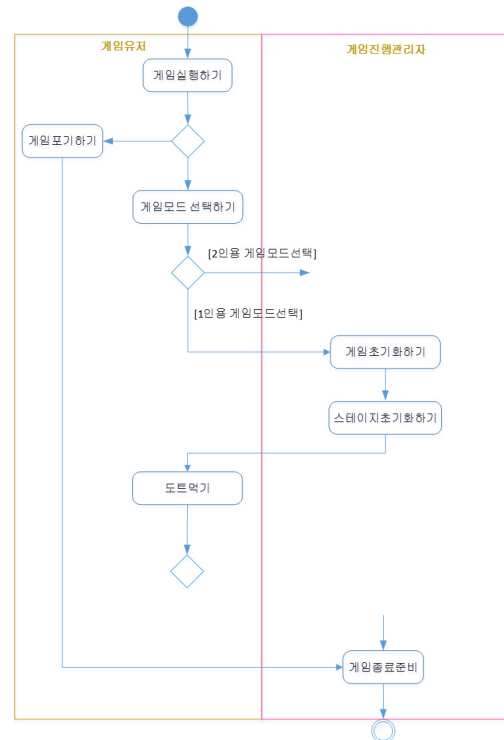 게임유저
게임진행관리자
게임실행하기
게임포기하기
게임모드 선택하기
[2인용 게임모드선택]
[1인용 게임모드선택]
게임초기화하기
스테이지초기화하기
도트먹기
게임종료준비